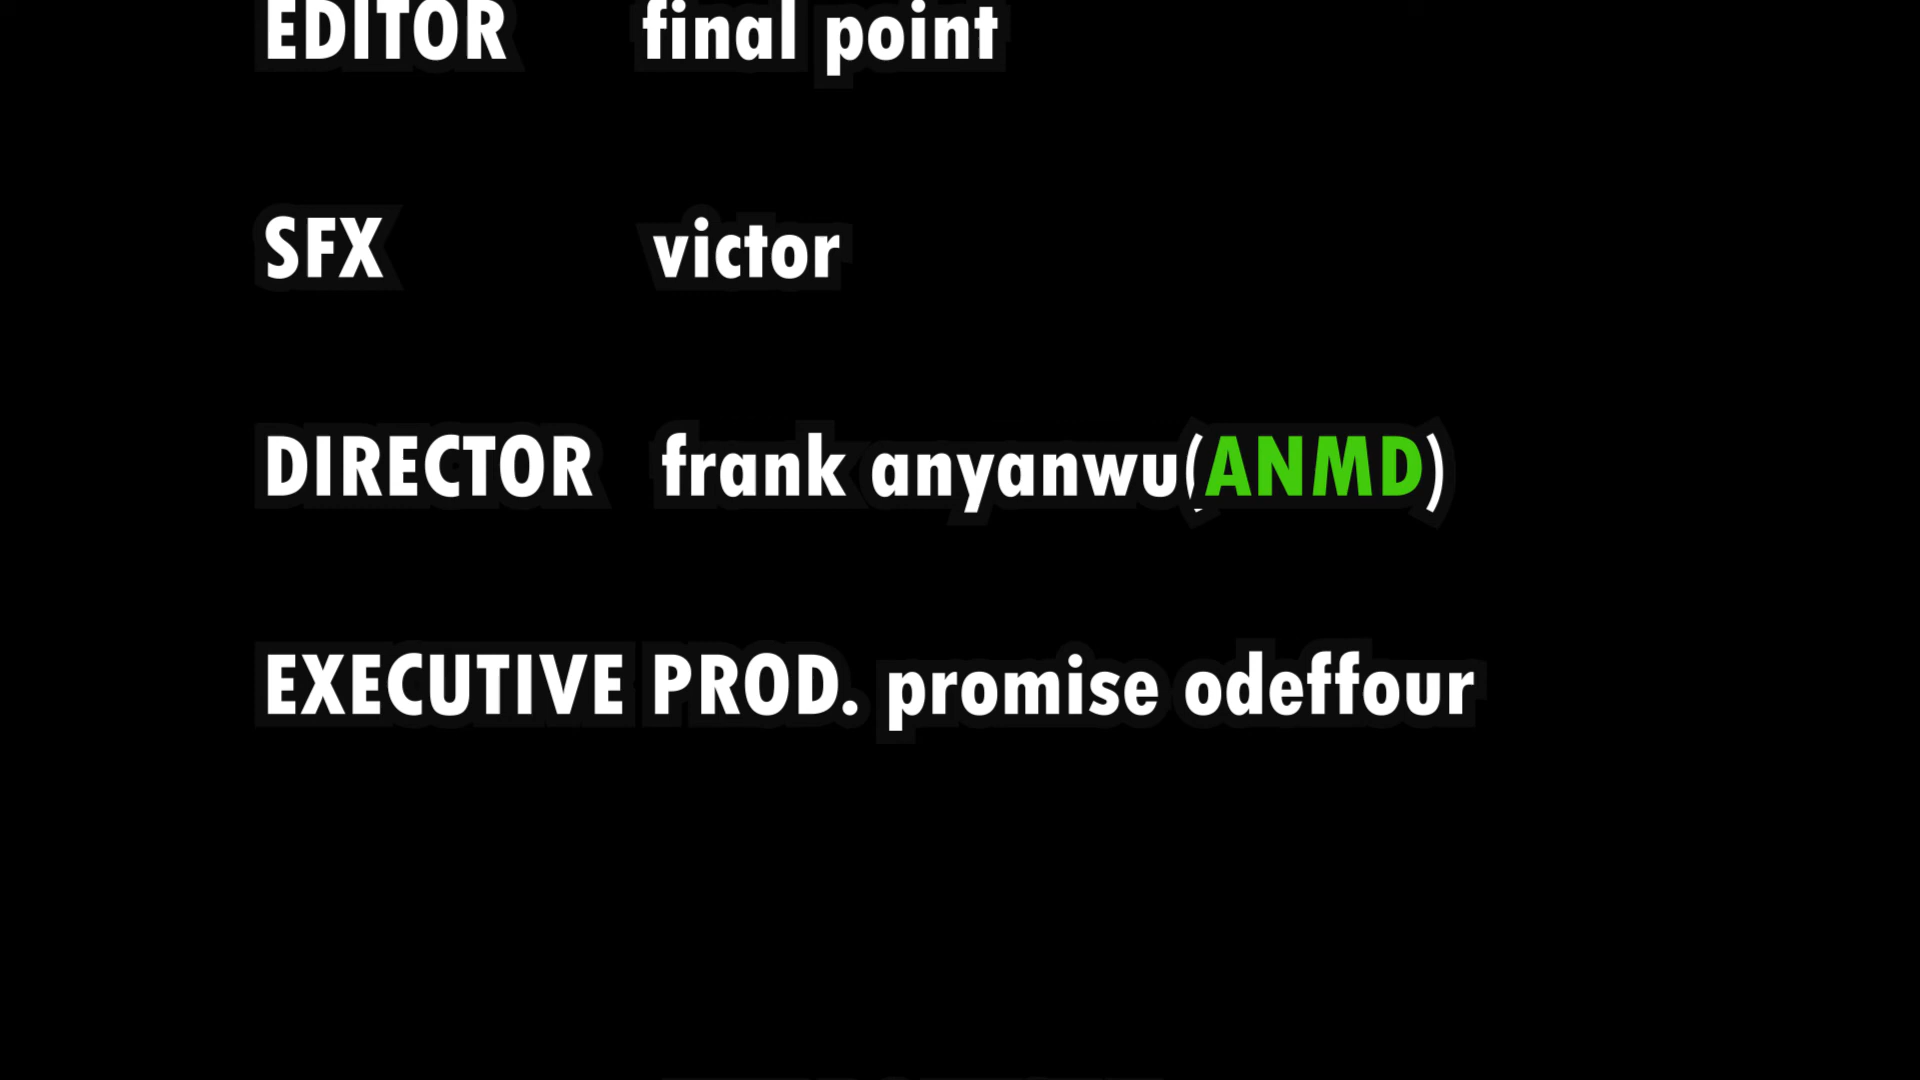 EDITOR final point
SFX victor
DIRECTOR frank anyanwu(ANMD)
EXECUTIVE PROD. promise odeffour